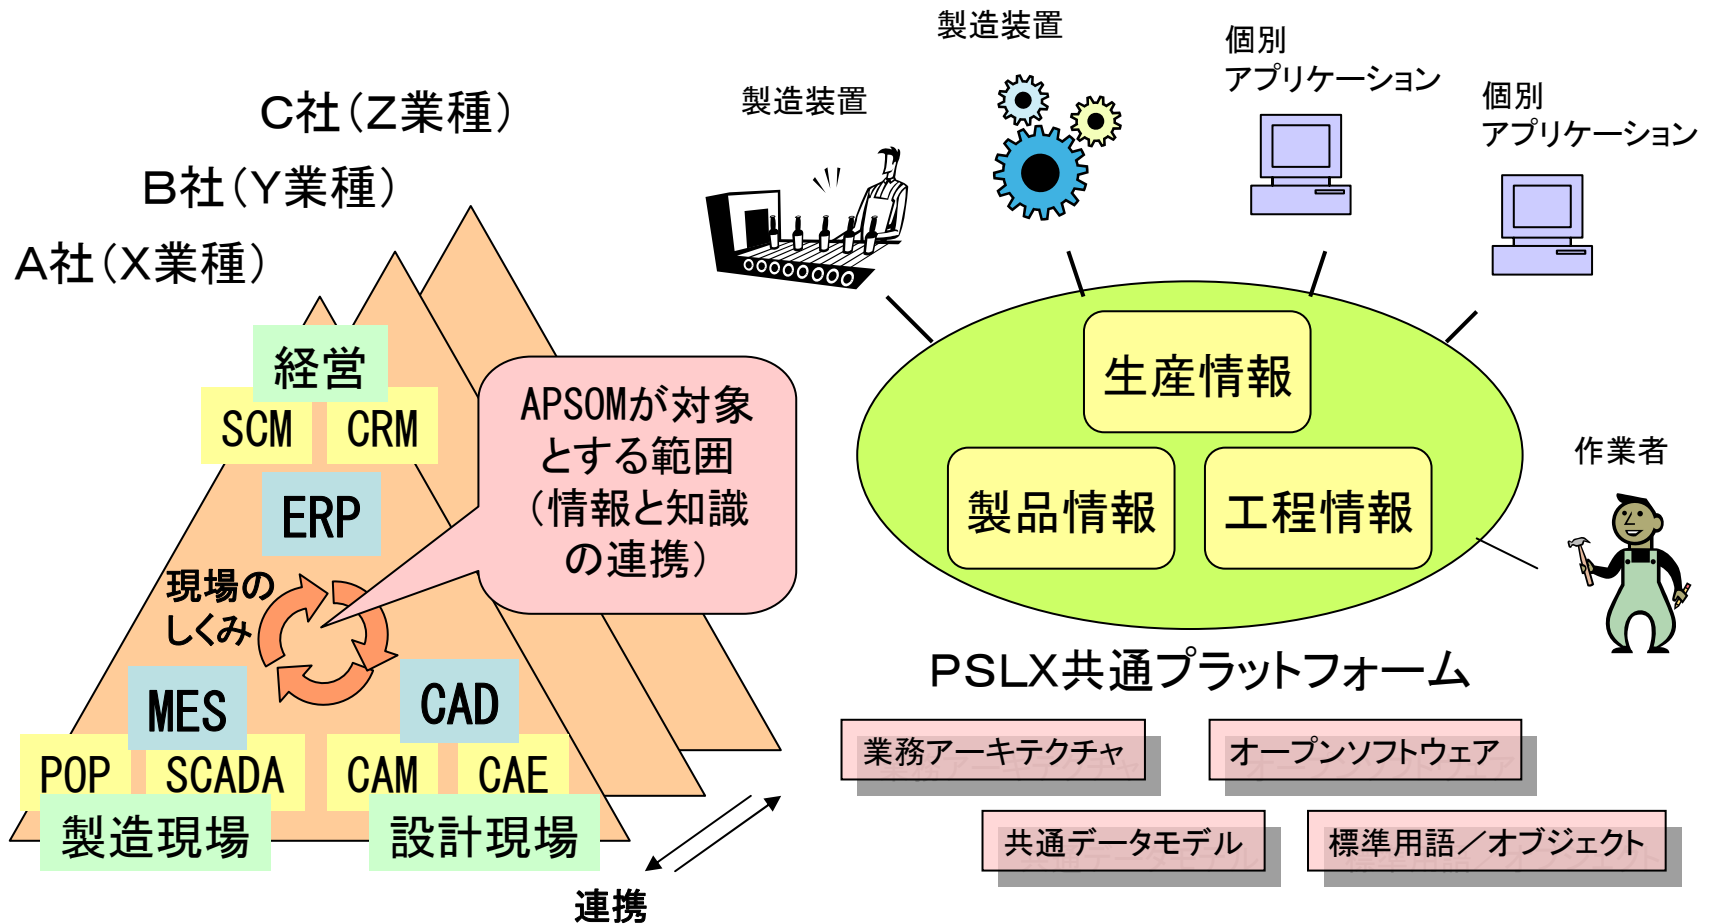 C社(Z業種)
B社(Y業種)
A社(X業種)
経営
SCM
CRM
ERP
現場の
しくみ
MES
CAD
POP
SCADA
CAM
CAE
製造現場
設計現場
連携
APSOMが対象
とする範囲
(情報と知識
の連携)
製造装置
製造装置
個別
アプリケーション
個別
アプリケーション
生産情報
製品情報
工程情報
作業者
PSLX共通プラットフォーム
業務アーキテクチャ
オープンソフトウェア
共通データモデル
標準用語/オブジェクト